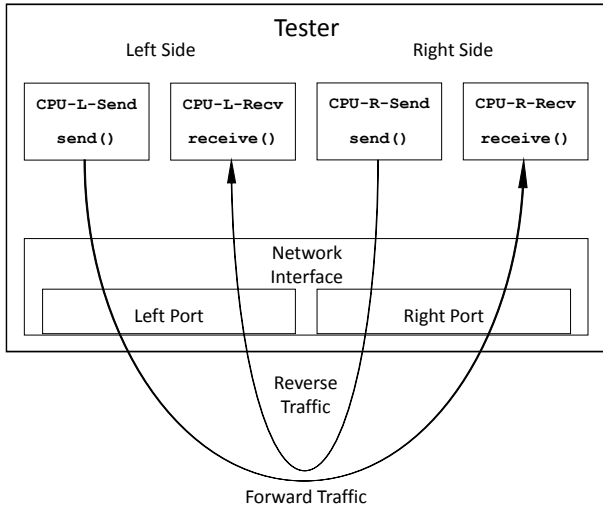 Tester
Left Side
Right Side
CPU-L-Send
send()
CPU-L-Recv
receive()
CPU-R-Send
send()
CPU-R-Recv
receive()
Network
Interface
Left Port
Right Port
Reverse
Traffic
Forward Traffic